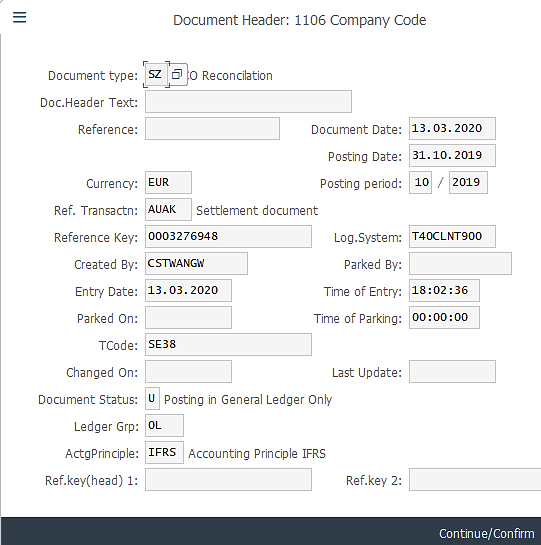 Document Header: 1106 Company Code
Document type: SZ O Reconcilation
Doc.Header Text:
Reference: Document Date: 13.03.2020
Posting Date: 31.10.2019
Currency: EUR Posting period: 10 / 2019
Ref. Transactn: AUAK Settlement document
Reference Key: 0003276948 Log.System: T40CLNT900
Created By: CSTWANGW Parked By:
Entry Date: 13.03.2020 Time of Entry: 18:02:36
Parked On: Time of Parking: 00:00:00
TCode: SE38
Changed On: Last Update:
Document Status: U Posting in General Ledger Only
Ledger Grp: 0L
ActgPrinciple: IFRS Accounting Principle IFRS
Ref.key(head) 1: Ref.key 2:
Continue/Confirm